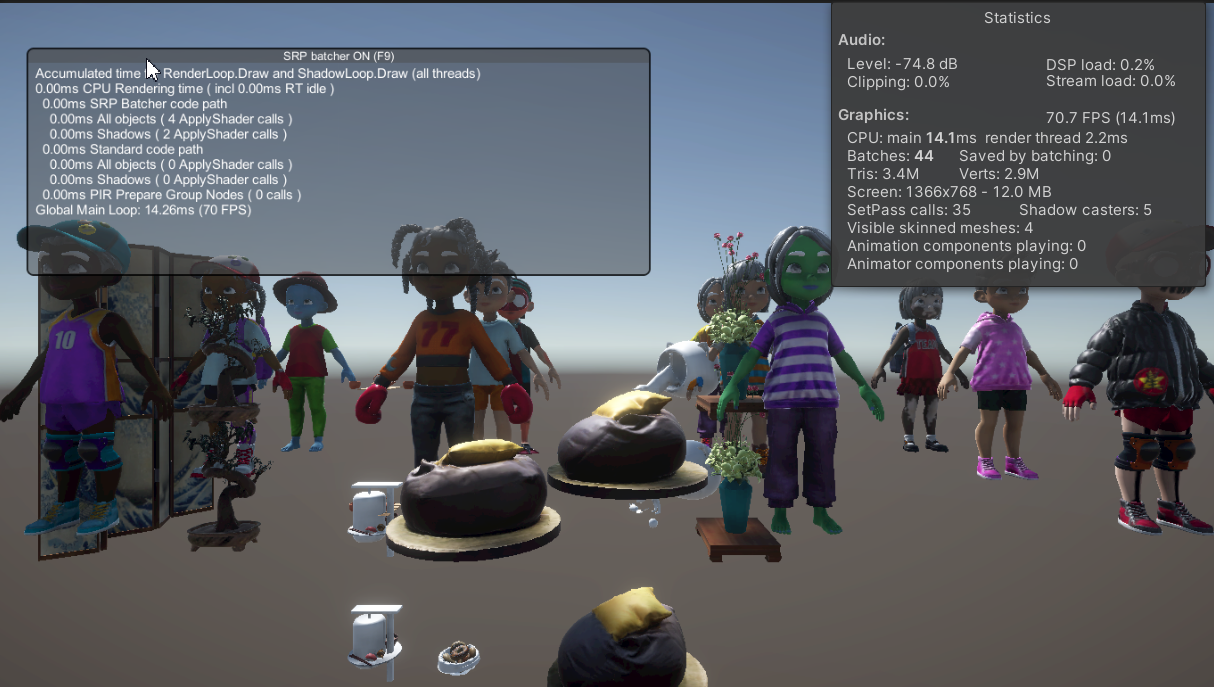 SRP batcher ON (F9)
Accumulated time RenderLoop.Draw and ShadowLoop.Draw (all threads)
0.00ms CPU Rendering time ( incl 0.00ms RT idle )
0.00ms SRP Batcher code path
0.00ms All objects ( 4 ApplyShader calls )
0.00ms Shadows ( 2 ApplyShader calls )
0.00ms Standard code path
0.00ms All objects ( 0 ApplyShader calls )
0.00ms Shadows ( 0 ApplyShader calls )
0.00ms PIR Prepare Group Nodes ( 0 calls )
Global Main Loop: 14.26ms (70 FPS)
Statistics
Audio:
Level: -74.8 dB DSP load: 0.2%
Clipping: 0.0% Stream load: 0.0%
Graphics: 70.7 FPS (14.1ms)
CPU: main 14.1ms render thread 2.2ms
Batches: 44 Saved by batching: 0
Tris: 3.4M Verts: 2.9M
Screen: 1366x768 - 12.0 MB
SetPass calls: 35 Shadow casters: 5
Visible skinned meshes: 4
Animation components playing: 0
Animator components playing: 0
10
77